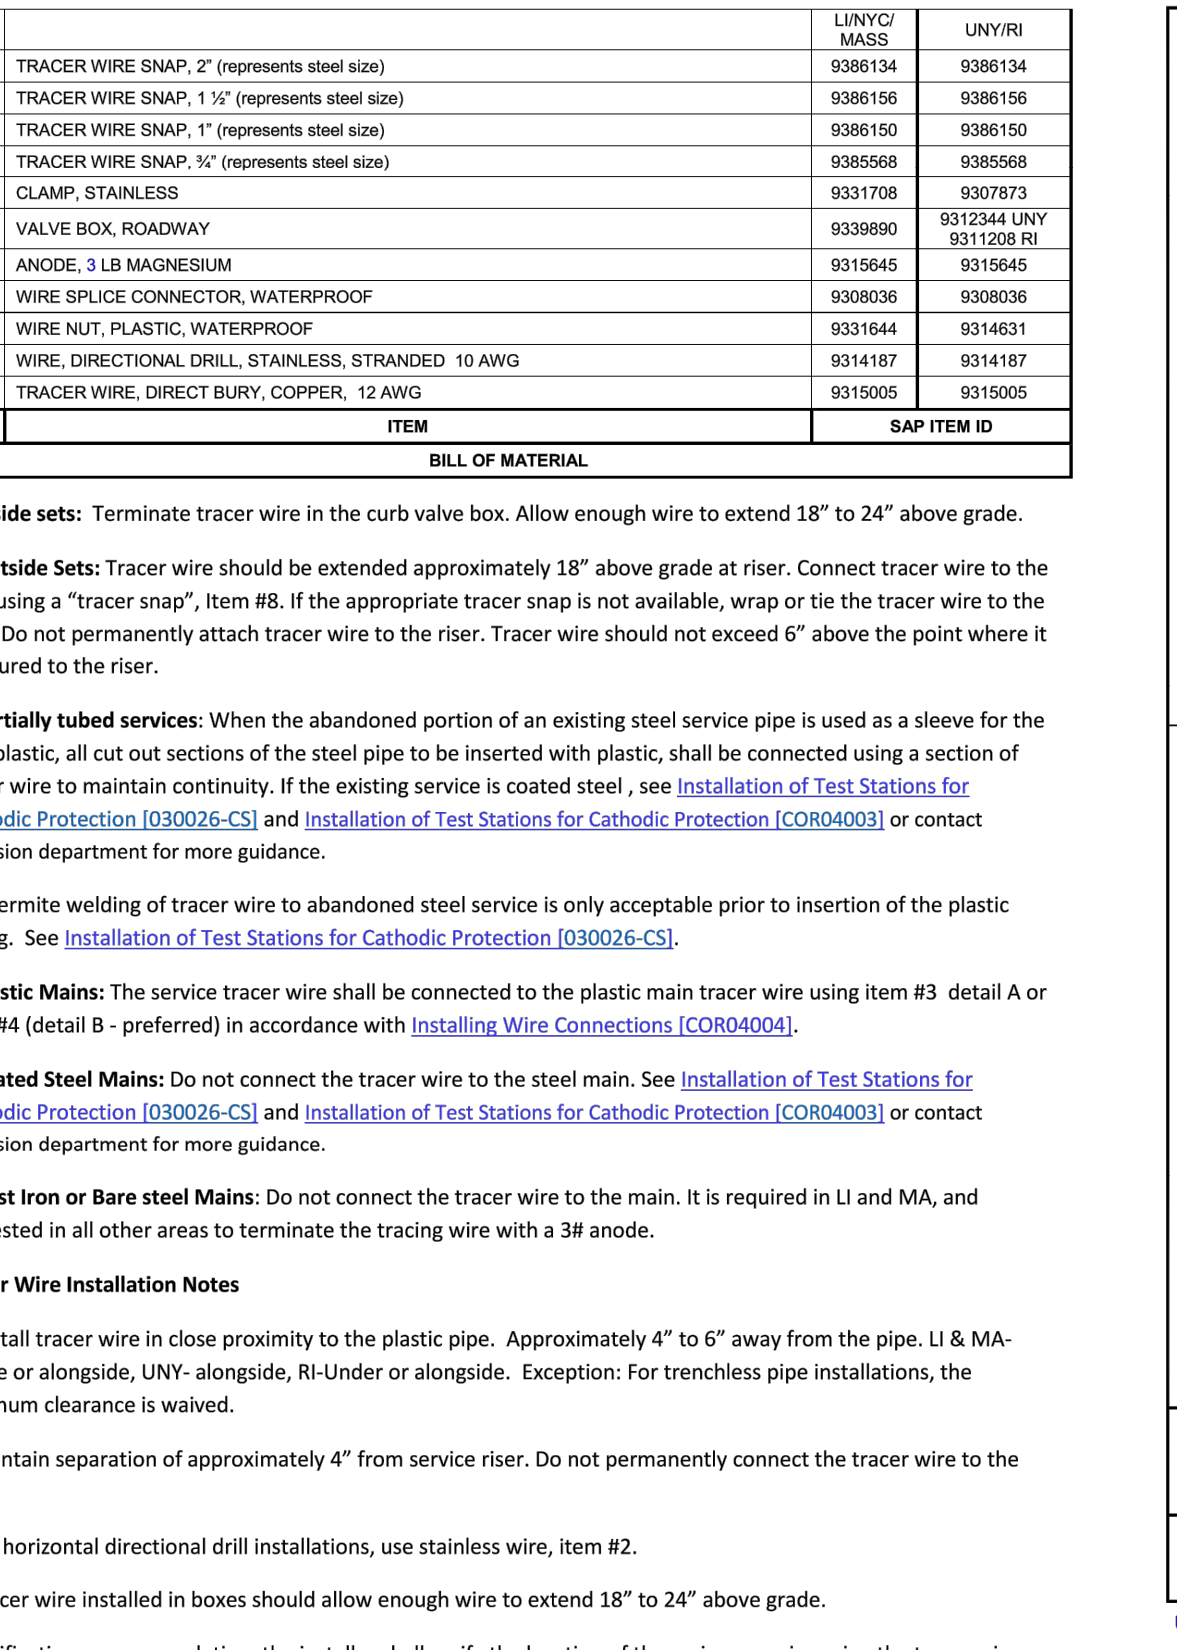 LI/NYC/
MASS
UNY/RI
TRACER WIRE SNAP, 2” (represents steel size) 9386134 9386134
TRACER WIRE SNAP, 1 ½” (represents steel size) 9386156 9386156
TRACER WIRE SNAP, 1” (represents steel size) 9386150 9386150
TRACER WIRE SNAP, ¾” (represents steel size) 9385568 9385568
CLAMP, STAINLESS 9331708 9307873
VALVE BOX, ROADWAY 9339890 9312344 UNY
9311208 RI
ANODE, 3 LB MAGNESIUM 9315645 9315645
WIRE SPLICE CONNECTOR, WATERPROOF 9308036 9308036
WIRE NUT, PLASTIC, WATERPROOF 9331644 9314631
WIRE, DIRECTIONAL DRILL, STAINLESS, STRANDED 10 AWG 9314187 9314187
TRACER WIRE, DIRECT BURY, COPPER, 12 AWG 9315005 9315005
ITEM SAP ITEM ID
BILL OF MATERIAL
side sets: Terminate tracer wire in the curb valve box. Allow enough wire to extend 18” to 24” above grade.
tside Sets: Tracer wire should be extended approximately 18” above grade at riser. Connect tracer wire to the
using a “tracer snap”, Item #8. If the appropriate tracer snap is not available, wrap or tie the tracer wire to the
Do not permanently attach tracer wire to the riser. Tracer wire should not exceed 6” above the point where it
ured to the riser.
rtially tubed services: When the abandoned portion of an existing steel service pipe is used as a sleeve for the
plastic, all cut out sections of the steel pipe to be inserted with plastic, shall be connected using a section of
r wire to maintain continuity. If the existing service is coated steel , see Installation of Test Stations for
odic Protection [030026-CS] and Installation of Test Stations for Cathodic Protection [COR04003] or contact
sion department for more guidance.
ermite welding of tracer wire to abandoned steel service is only acceptable prior to insertion of the plastic
g. See Installation of Test Stations for Cathodic Protection [030026-CS].
stic Mains: The service tracer wire shall be connected to the plastic main tracer wire using item #3 detail A or
#4 (detail B - preferred) in accordance with Installing Wire Connections [COR04004].
ated Steel Mains: Do not connect the tracer wire to the steel main. See Installation of Test Stations for
odic Protection [030026-CS] and Installation of Test Stations for Cathodic Protection [COR04003] or contact
sion department for more guidance.
st Iron or Bare steel Mains: Do not connect the tracer wire to the main. It is required in LI and MA, and
ested in all other areas to terminate the tracing wire with a 3# anode.
r Wire Installation Notes
tall tracer wire in close proximity to the plastic pipe. Approximately 4” to 6” away from the pipe. LI & MA-
e or alongside, UNY- alongside, RI-Under or alongside. Exception: For trenchless pipe installations, the
num clearance is waived.
ntain separation of approximately 4” from service riser. Do not permanently connect the tracer wire to the
horizontal directional drill installations, use stainless wire, item #2.
cer wire installed in boxes should allow enough wire to extend 18” to 24” above grade.